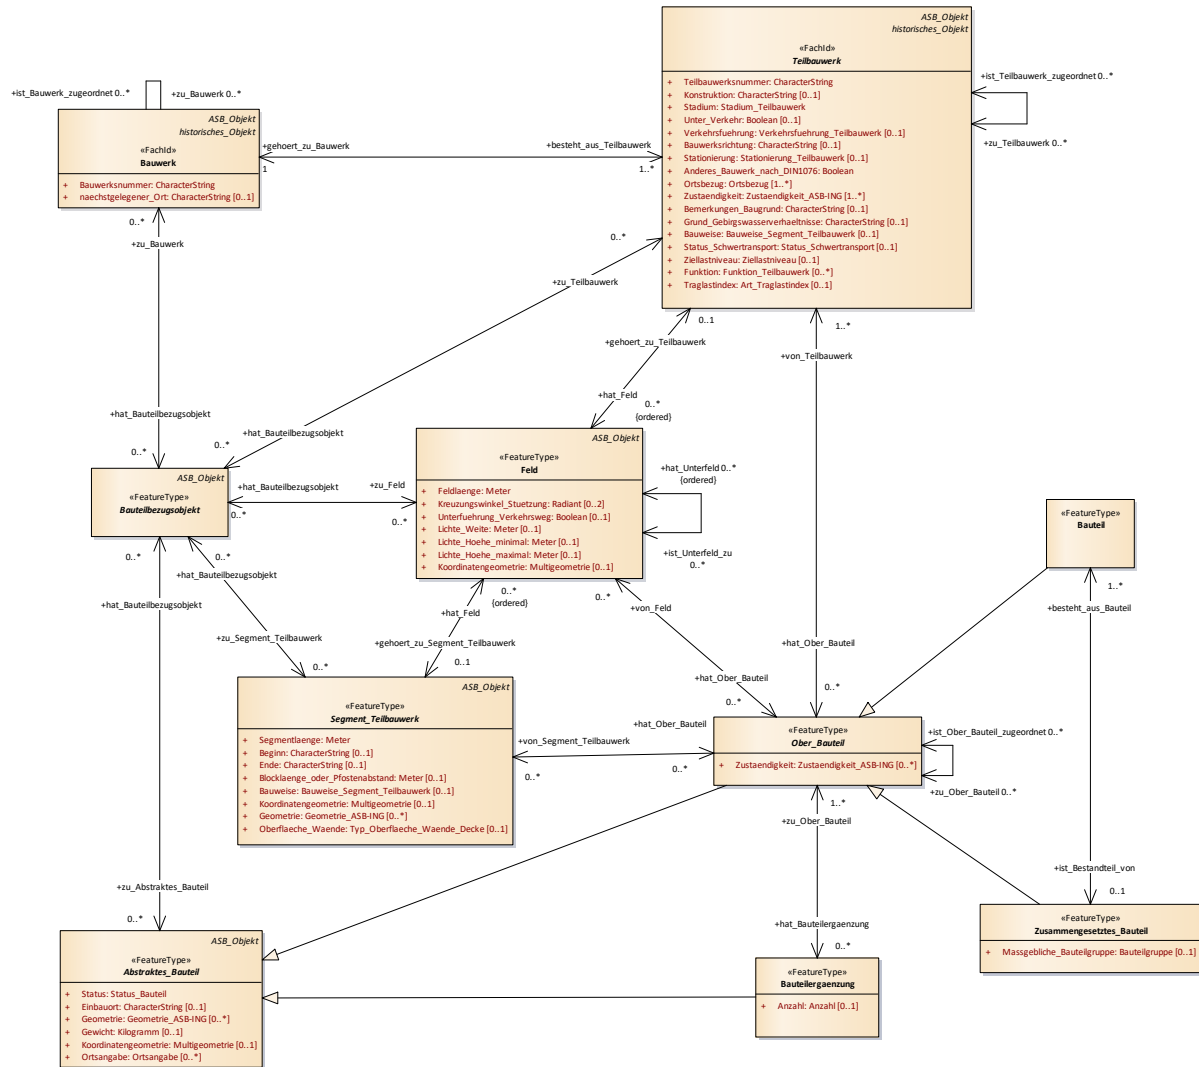 ASB_Objekt
historisches_Objekt
«FachId»
Teilbauwerk
+ Teilbauwerksnummer: CharacterString
+ Konstruktion: CharacterString [0..1]
+ Stadium: Stadium_Teilbauwerk
+ Unter_Verkehr: Boolean [0..1]
+ Verkehrsfuehrung: Verkehrsfuehrung_Teilbauwerk [0..1]
+ Bauwerksrichtung: CharacterString [0..1]
+ Stationierung: Stationierung_Teilbauwerk [0..1]
+ Anderes_Bauwerk_nach_DIN1076: Boolean
+ Ortsbezug: Ortsbezug [1..*]
+ Zustaendigkeit: Zustaendigkeit_ASB-ING [1..*]
+ Bemerkungen_Baugrund: CharacterString [0..1]
+ Grund_Gebirgswasserverhaeltnisse: CharacterString [0..1]
+ Bauweise: Bauweise_Segment_Teilbauwerk [0..1]
+ Status_Schwertransport: Status_Schwertransport [0..1]
+ Ziellastniveau: Ziellastniveau [0..1]
+ Funktion: Funktion_Teilbauwerk [0..*]
+ Traglastindex: Art_Traglastindex [0..1]
+ist_Teilbauwerk_zugeordnet 0..*
+zu_Teilbauwerk 0..*
+ist_Bauwerk_zugeordnet 0..*
+zu_Bauwerk 0..*
ASB_Objekt
historisches_Objekt
«FachId»
Bauwerk
+ Bauwerksnummer: CharacterString
+ naechstgelegener_Ort: CharacterString [0..1]
+gehoert_zu_Bauwerk
1
+besteht_aus_Teilbauwerk
1..*
0..*
+zu_Bauwerk
0..*
+zu_Teilbauwerk
0..1
+gehoert_zu_Teilbauwerk
1..*
+von_Teilbauwerk
+hat_Feld
0..*
{ordered}
+hat_Bauteilbezugsobjekt
0..*
+hat_Bauteilbezugsobjekt
0..*
ASB_Objekt
«FeatureType»
Bauteilbezugsobjekt
+hat_Bauteilbezugsobjekt
0..*
+zu_Feld
0..*
ASB_Objekt
«FeatureType»
Feld
+ Feldlaenge: Meter
+ Kreuzungswinkel_Stuetzung: Radiant [0..2]
+ Unterfuehrung_Verkehrsweg: Boolean [0..1]
+ Lichte_Weite: Meter [0..1]
+ Lichte_Hoehe_minimal: Meter [0..1]
+ Lichte_Hoehe_maximal: Meter [0..1]
+ Koordinatengeometrie: Multigeometrie [0..1]
+hat_Unterfeld 0..*
{ordered}
+ist_Unterfeld_zu
0..*
«FeatureType»
Bauteil
1..*
+besteht_aus_Bauteil
0..*
0..*
+hat_Bauteilbezugsobjekt
+hat_Bauteilbezugsobjekt
0..*
{ordered}
+hat_Feld
0..*
+von_Feld
+zu_Segment_Teilbauwerk
0..*
+gehoert_zu_Segment_Teilbauwerk
0..1
+hat_Ober_Bauteil
+hat_Ober_Bauteil
0..*
0..*
ASB_Objekt
«FeatureType»
Segment_Teilbauwerk
+ Segmentlaenge: Meter
+ Beginn: CharacterString [0..1]
+ Ende: CharacterString [0..1]
+ Blocklaenge_oder_Pfostenabstand: Meter [0..1]
+ Bauweise: Bauweise_Segment_Teilbauwerk [0..1]
+ Koordinatengeometrie: Multigeometrie [0..1]
+ Geometrie: Geometrie_ASB-ING [0..*]
+ Oberflaeche_Waende: Typ_Oberflaeche_Waende_Decke [0..1]
+von_Segment_Teilbauwerk
0..*
+hat_Ober_Bauteil
0..*
«FeatureType»
Ober_Bauteil
+ Zustaendigkeit: Zustaendigkeit_ASB-ING [0..*]
+ist_Ober_Bauteil_zugeordnet 0..*
+zu_Ober_Bauteil 0..*
1..*
+zu_Ober_Bauteil
+ist_Bestandteil_von
0..1
+zu_Abstraktes_Bauteil
0..*
+hat_Bauteilergaenzung
0..*
«FeatureType»
Zusammengesetztes_Bauteil
+ Massgebliche_Bauteilgruppe: Bauteilgruppe [0..1]
ASB_Objekt
«FeatureType»
Abstraktes_Bauteil
+ Status: Status_Bauteil
+ Einbauort: CharacterString [0..1]
+ Geometrie: Geometrie_ASB-ING [0..*]
+ Gewicht: Kilogramm [0..1]
+ Koordinatengeometrie: Multigeometrie [0..1]
+ Ortsangabe: Ortsangabe [0..*]
«FeatureType»
Bauteilergaenzung
+ Anzahl: Anzahl [0..1]